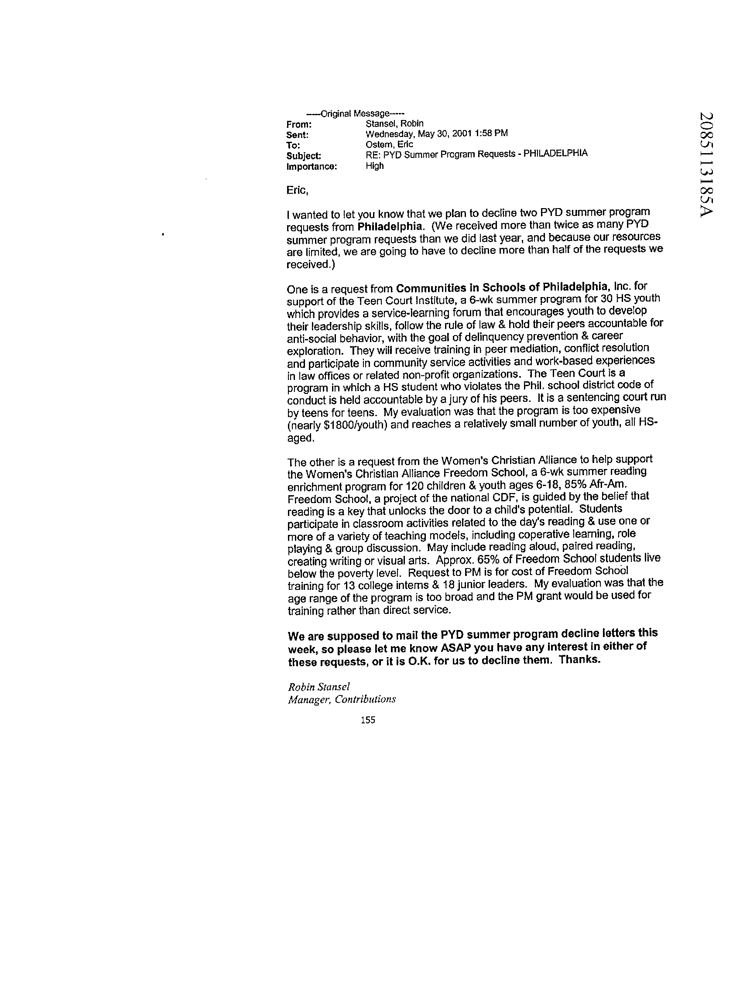 -----Original Message-----
From: Stansel, Robin
Sent: Wednesday, May 30, 2001 1:58 PM
To: Ostern, Eric
Subject: RE: PYD Summer Program Requests - PHILADELPHIA
Importance: High
Eric,
I wanted to let you know that we plan to decline two PYD summer program
requests from Philadelphia. (We received more than twice as many PYD
summer program requests than we did last year, and because our resources
are limited, we are going to have to decline more than half of the requests we
received.)
One is a request from Communities in Schools of Philadelphia, Inc. for
support of the Teen Court Institute, a 6-wk summer program for 30 HS youth
which provides a service-learning forum that encourages youth to develop
their leadership skills, follow the rule of law & hold their peers accountable for
anti-social behavior, with the goal of delinquency prevention & career
exploration. They will receive training in peer mediation, conflict resolution
and participate in community service activities and work-based experiences
in law offices or related non-profit organizations. The Teen Court is a
program in which a HS student who violates the Phil. school district code of
conduct is held accountable by a jury of his peers. It is a sentencing court run
by teens for teens. My evaluation was that the program is too expensive
(nearly $1800/youth) and reaches a relatively small number of youth, all HS-
aged.
The other is a request from the Women's Christian Alliance to help support
the Women's Christian Alliance Freedom School, a 6-wk summer reading
enrichment program for 120 children & youth ages 6-18, 85% Afr-Am.
Freedom School, a project of the national CDF, is guided by the belief that
reading is a key that unlocks the door to a child's potential. Students
participate in classroom activities related to the day's reading & use one or
more of a variety of teaching models, including coperative learning, role
playing & group discussion. May include reading aloud, paired reading,
creating writing or visual arts. Approx. 65% of Freedom School students live
below the poverty level. Request to PM is for cost of Freedom School
training for 13 college interns & 18 junior leaders. My evaluation was that the
age range of the program is too broad and the PM grant would be used for
training rather than direct service.
We are supposed to mail the PYD summer program decline letters this
week, so please let me know ASAP you have any interest in either of
these requests, or it is O.K. for us to decline them. Thanks.
Robin Stansel
Manager, Contributions
155
2085113185A